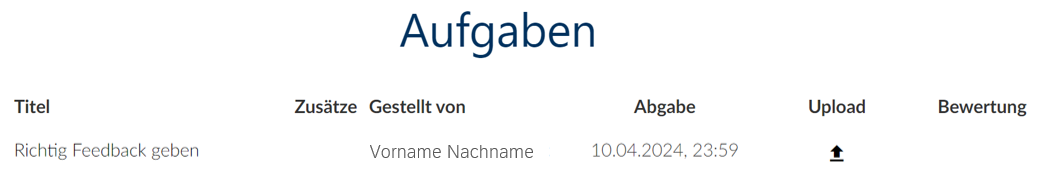 Aufgaben
Titel Zusätze Gestellt von Abgabe Upload Bewertung
Richtig Feedback geben Vorname Nachname 10.04.2024, 23:59